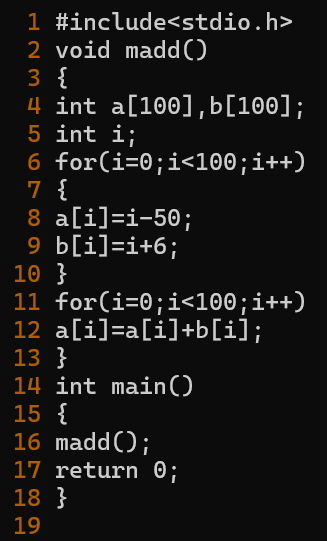 1 #include<stdio.h>
2 void madd()
3 {
4 int a[100],b[100];
5 int i;
6 for(i=0;i<100;i++)
7 {
8 a[i]=i-50;
9 b[i]=i+6;
10 }
11 for(i=0;i<100;i++)
12 a[i]=a[i]+b[i];
13 }
14 int main()
15 {
16 madd();
17 return 0;
18 }
19